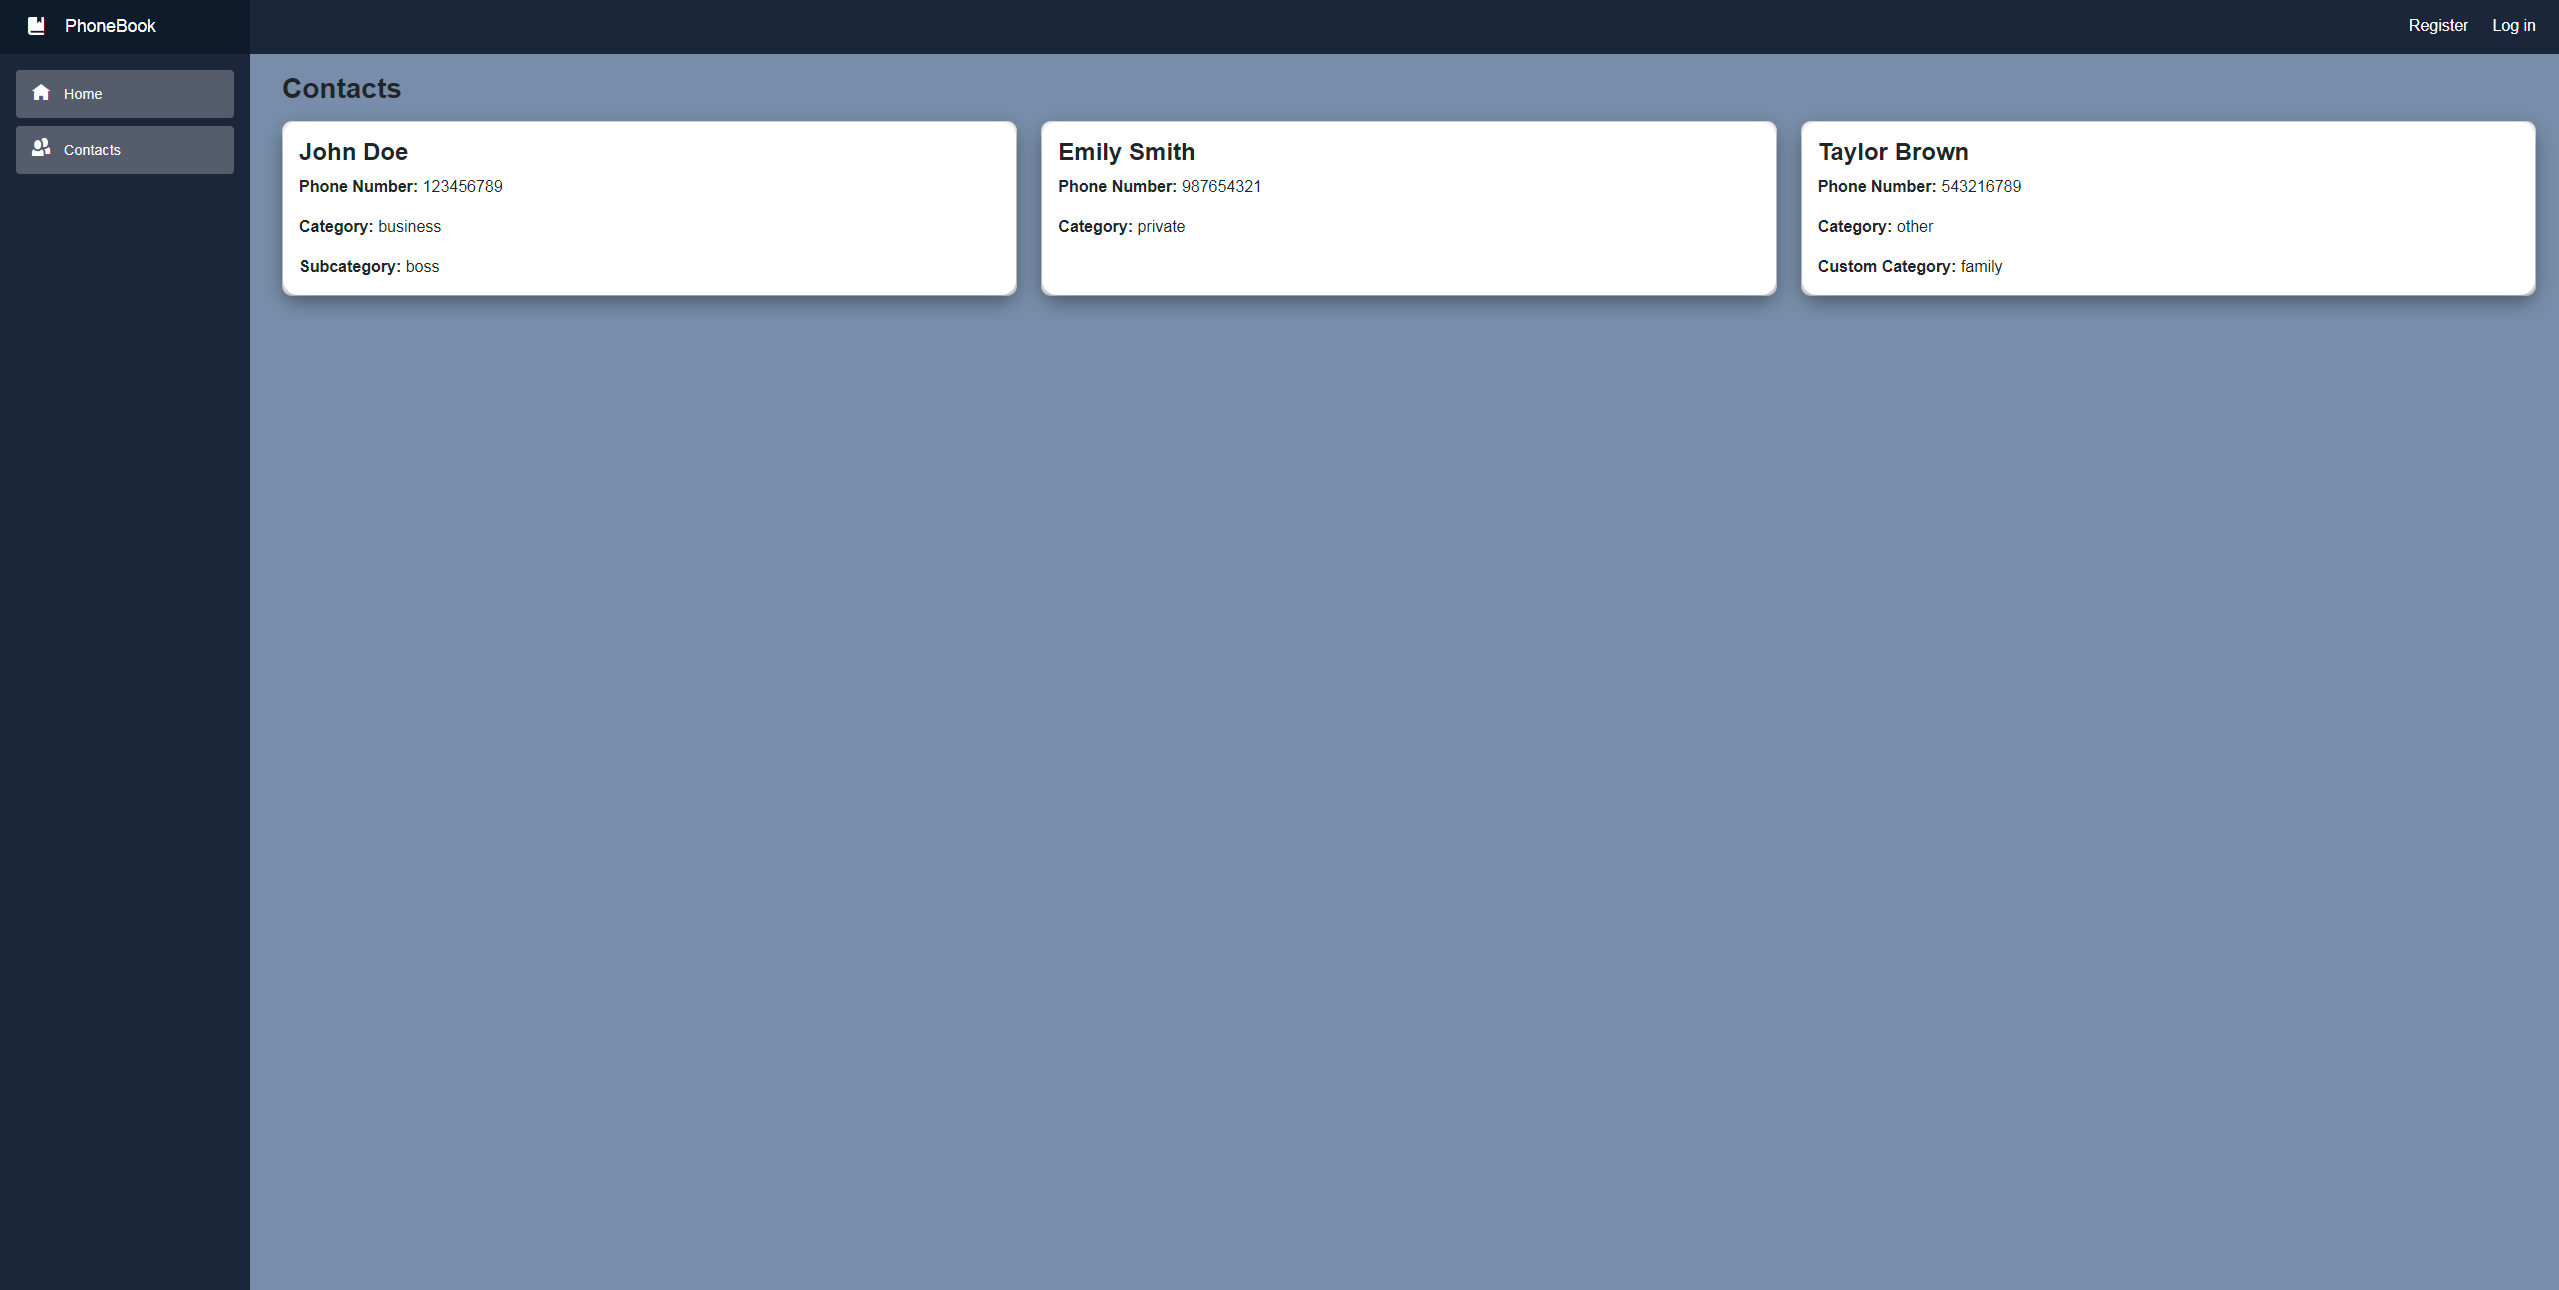 PhoneBook
Register
Log in
Home
Contacts
Contacts
John Doe
Phone Number: 123456789
Category: business
Subcategory: boss
Emily Smith
Phone Number: 987654321
Category: private
Taylor Brown
Phone Number: 543216789
Category: other
Custom Category: family